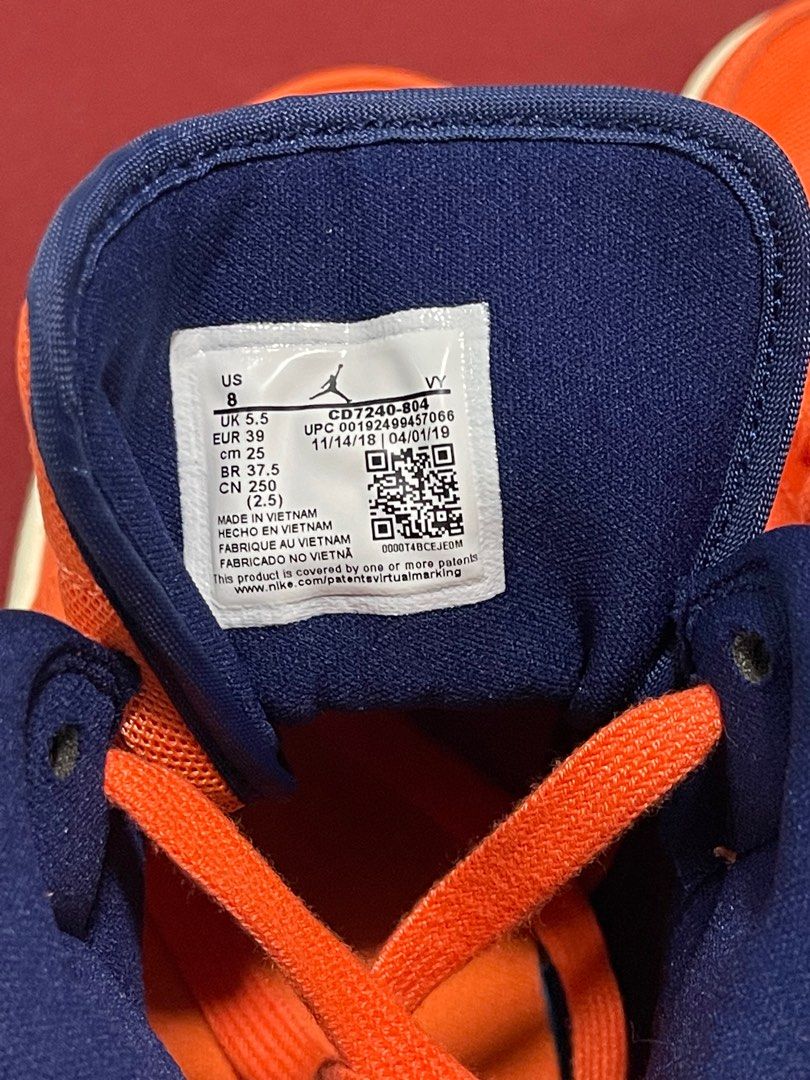 US
8
VY
UK 5.5
EUR 39
cm 25
BR 37.5
CN 250
(2.5)
CD7240-804
UPC 00192499457066
11/14/18 | 04/01/19
MADE IN VIETNAM
HECHO EN VIETNAM
FABRIQUE AU VIETNAM
FABRICADO NO VIETNÃ
0000T4BCEJE0M
This product is covered by one or more patents
www.nike.com/patentsvirtualmarking